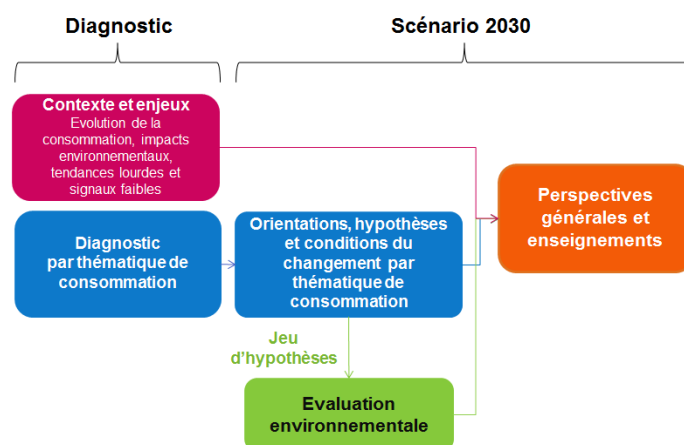 Diagnostic
Scénario 2030
Contexte et enjeux
Evolution de la
consommation, impacts
environnementaux,
tendances lourdes et
signaux faibles
Diagnostic
par thématique de
consommation
Orientations, hypothèses
et conditions du
changement par
thématique de
consommation
Perspectives
générales et
enseignements
Jeu
d'hypothèses
Evaluation
environnementale